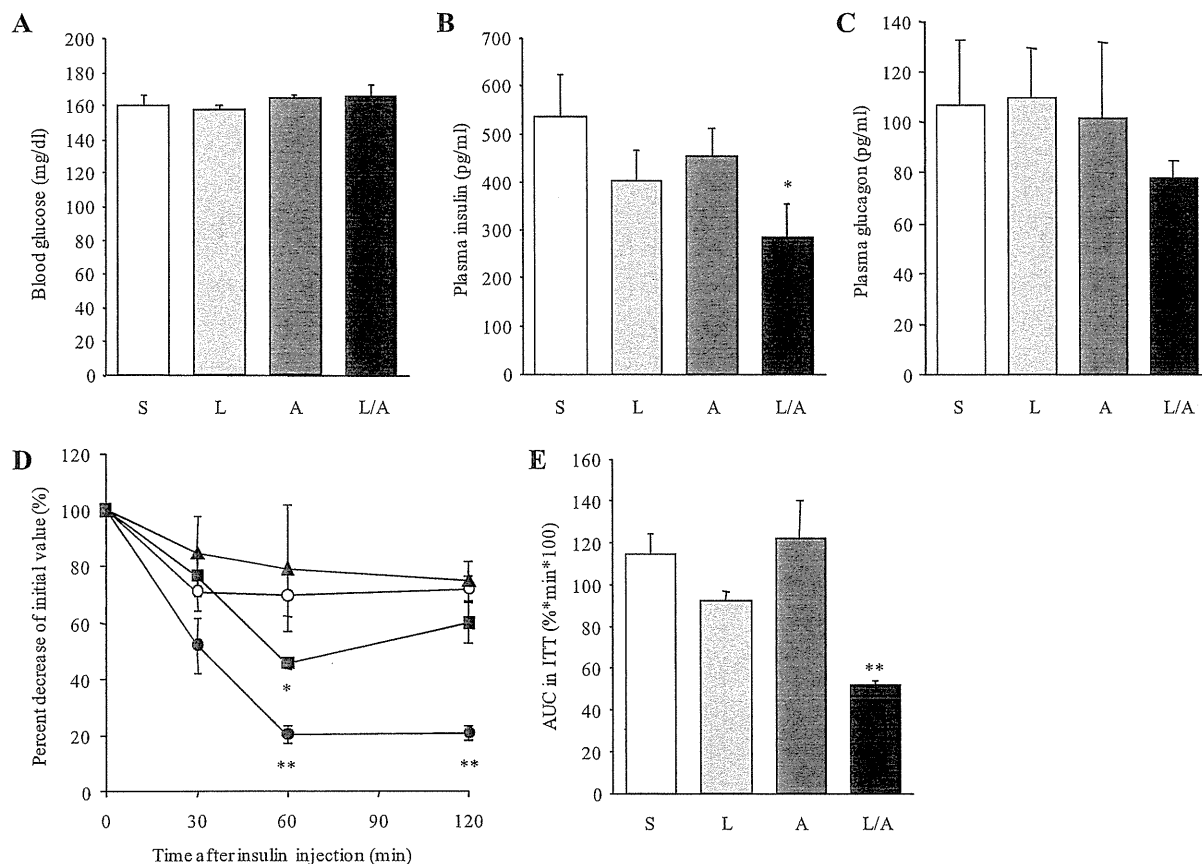 A
Blood glucose (mg/dl)
200
180
160
140
120
100
80
60
40
20
0
S L A L/A
B
Plasma insulin (pg/ml)
700
600
500
400
300
400
100
0
*
S L A L/A
C
Plasma glucagon (pg/ml)
140
120
100
80
60
40
20
0
S L A L/A
D
Percent decrease of initial value (%)
120
100
80
60
40
20
0
*
** **
0 30 60 90 120
Time after insulin injection (min)
E
AUC in ITT (%*min*100)
160
140
120
100
80
60
40
20
0
**
S L A L/A